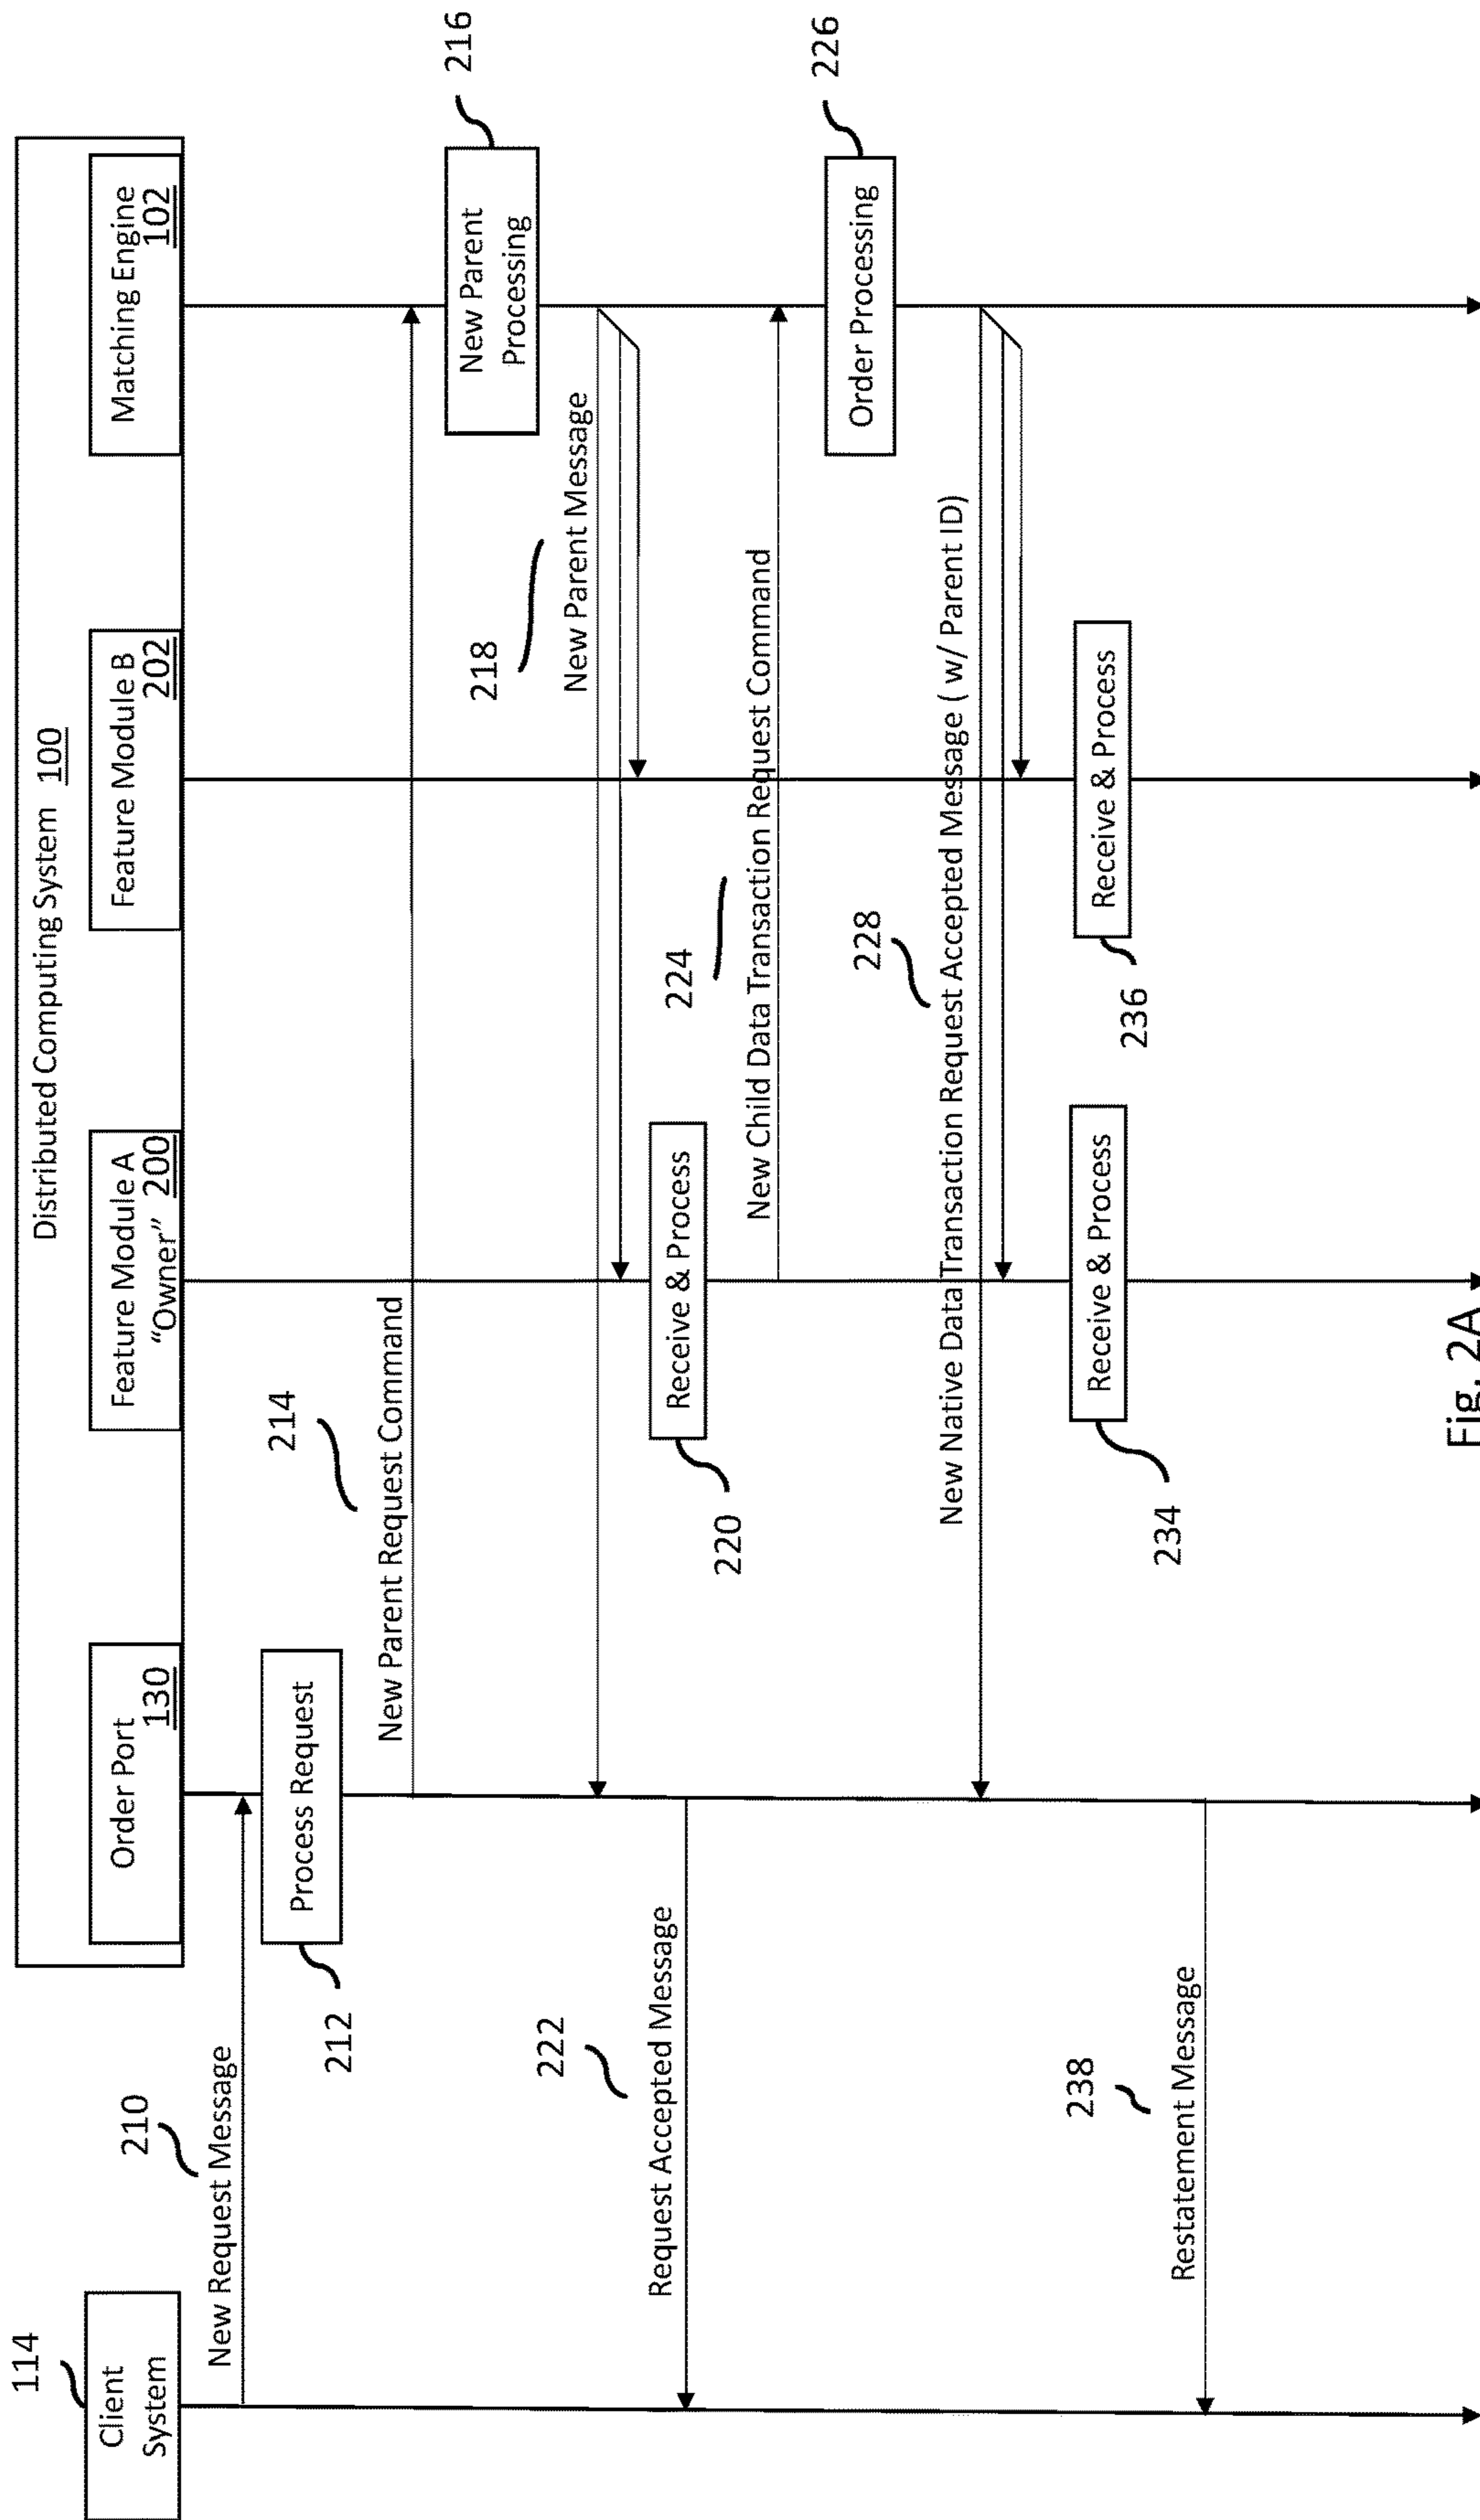 Distributed Computing System 100
114
Client
System
Order Port
130
Feature Module A
"Owner" 200
Feature Module B
202
Matching Engine
102
210
New Request Message
Process Request
212
214
New Parent Request Command
New Parent
Processing
216
218
New Parent Message
Receive & Process
220
222
Request Accepted Message
224
New Child Data Transaction Request Command
Order Processing
226
228
New Native Data Transaction Request Accepted Message ( w/ Parent ID)
Receive & Process
234
Receive & Process
236
238
Restatement Message
Fig. 2A